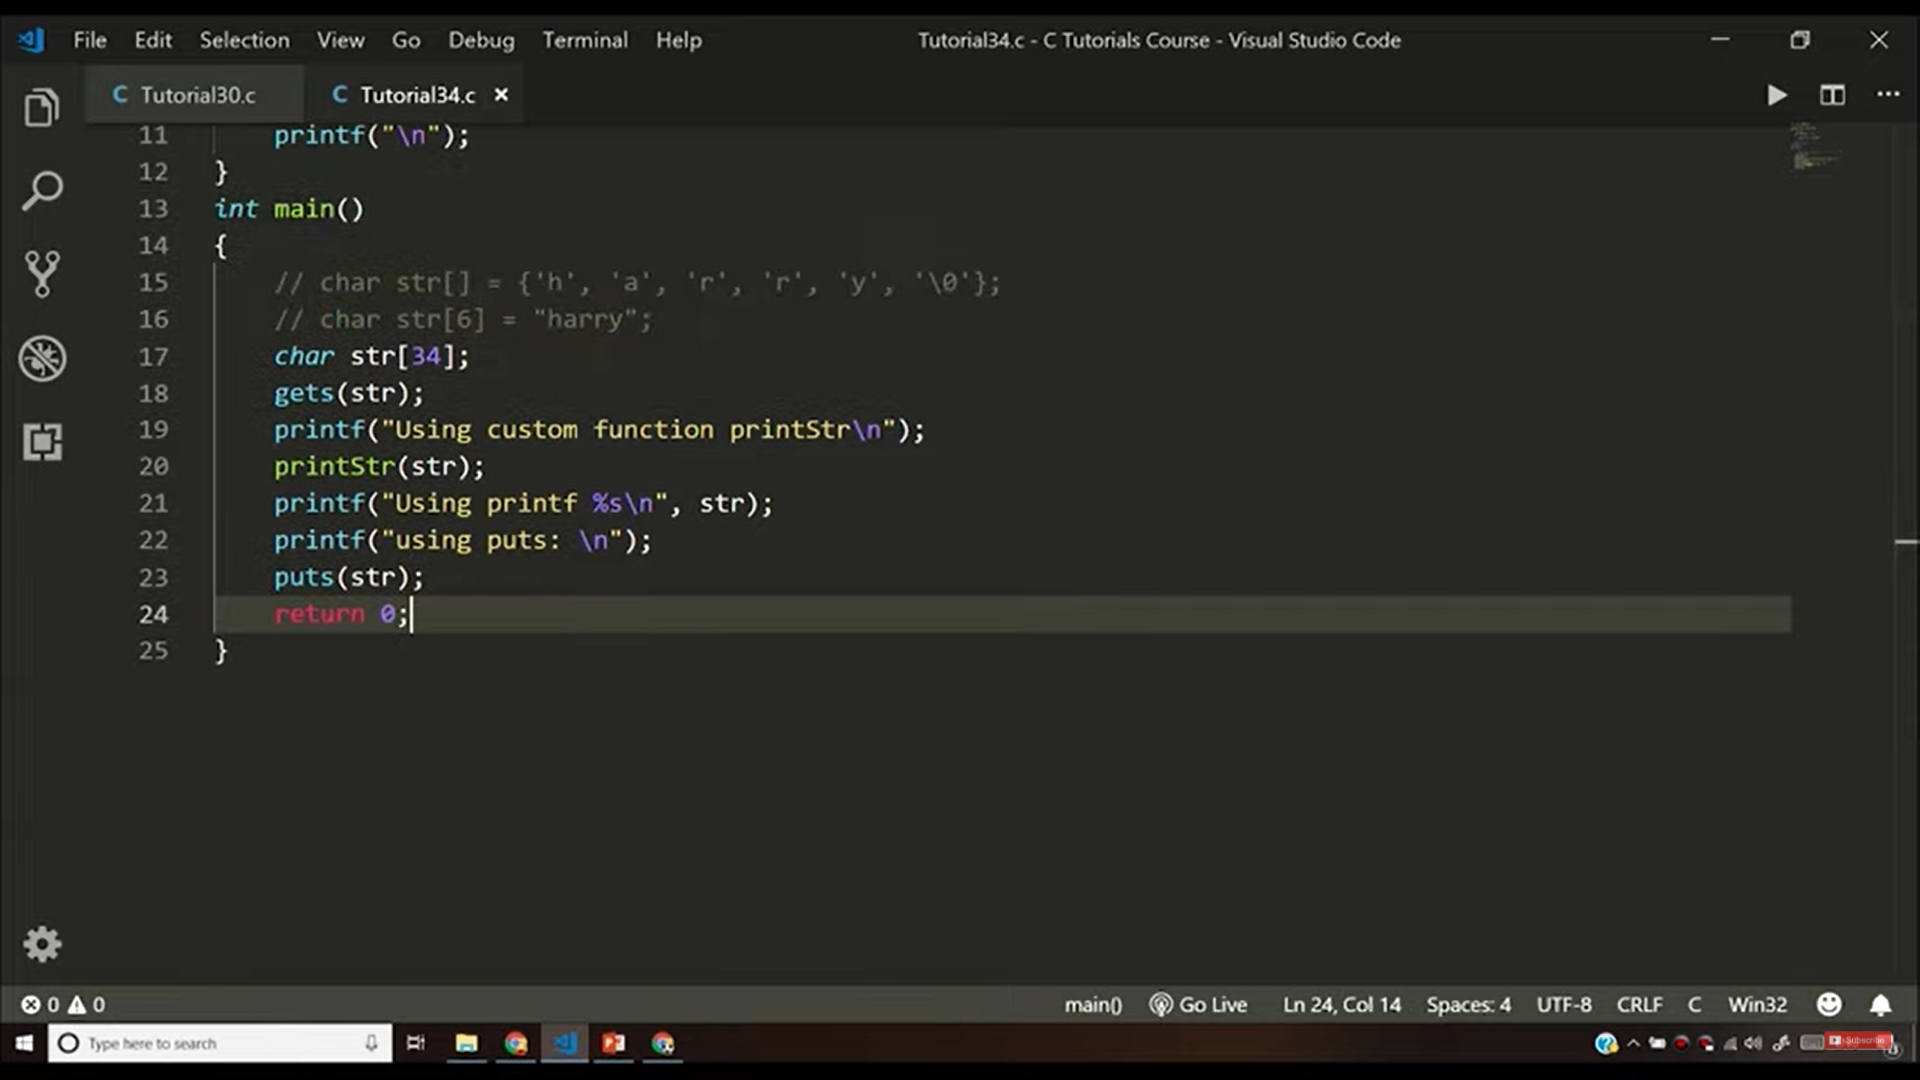 File Edit Selection View Go Debug Terminal Help
Tutorial34.c - C Tutorials Course - Visual Studio Code
C Tutorial30.c
C Tutorial34.c
11 printf("\n");
12 }
13 int main()
14 {
15 // char str[] = {'h', 'a', 'r', 'r', 'y', '\0'};
16 // char str[6] = "harry";
17 char str[34];
18 gets(str);
19 printf("Using custom function printStr\n");
20 printStr(str);
21 printf("Using printf %s\n", str);
22 printf("using puts: \n");
23 puts(str);
24 return 0;
25 }
0 0 main() Go Live Ln 24, Col 14 Spaces: 4 UTF-8 CRLF C Win32
Type here to search
Subscribe